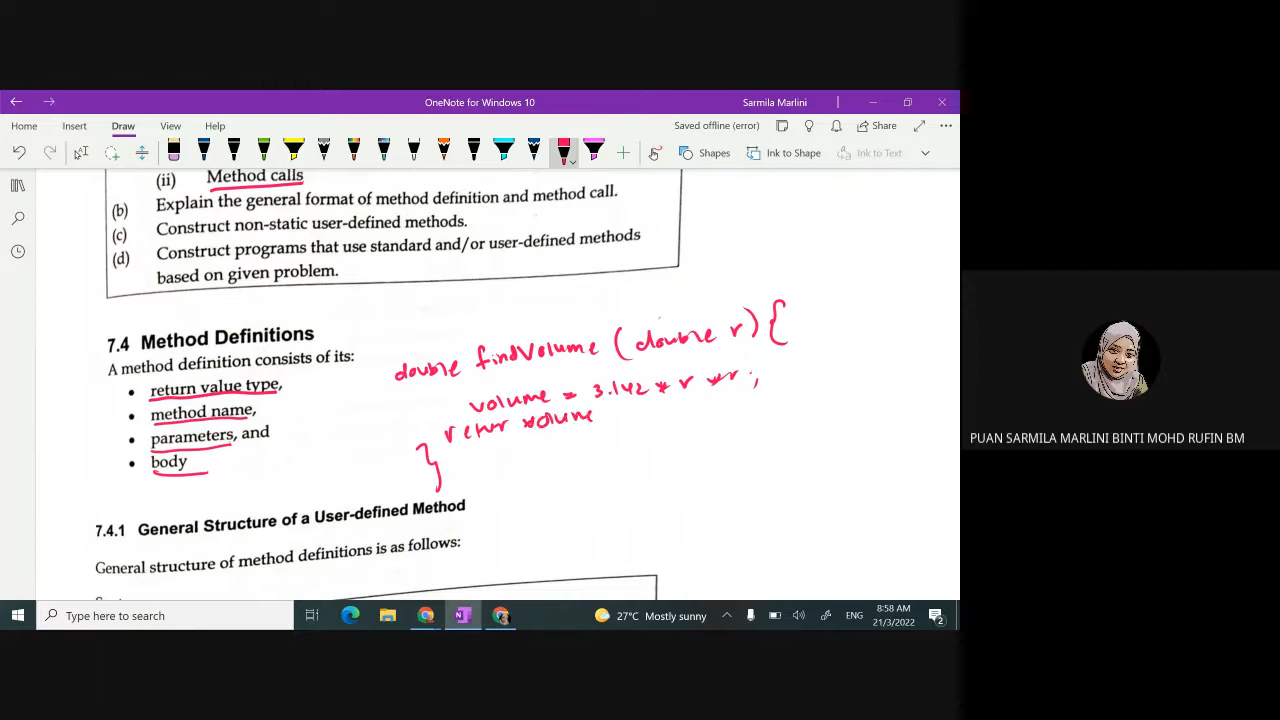 OneNote for Windows 10
Sarmila Marlini
Home Insert Draw View Help
Saved offline (error)
Share
Shapes
Ink to Shape
Ink to Text
(ii) Method calls
(b) Explain the general format of method definition and method call.
(c) Construct non-static user-defined methods.
(d) Construct programs that use standard and/or user-defined methods
based on given problem.
7.4 Method Definitions
A method definition consists of its:
• return value type,
• method name,
• parameters, and
• body
double findVolume (double r) {
volume = 3.142 * r * r ;
return volume
}
7.4.1 General Structure of a User-defined Method
General structure of method definitions is as follows:
PUAN SARMILA MARLINI BINTI MOHD RUFIN BM
Type here to search
27°C Mostly sunny
ENG
8:58 AM
21/3/2022
2